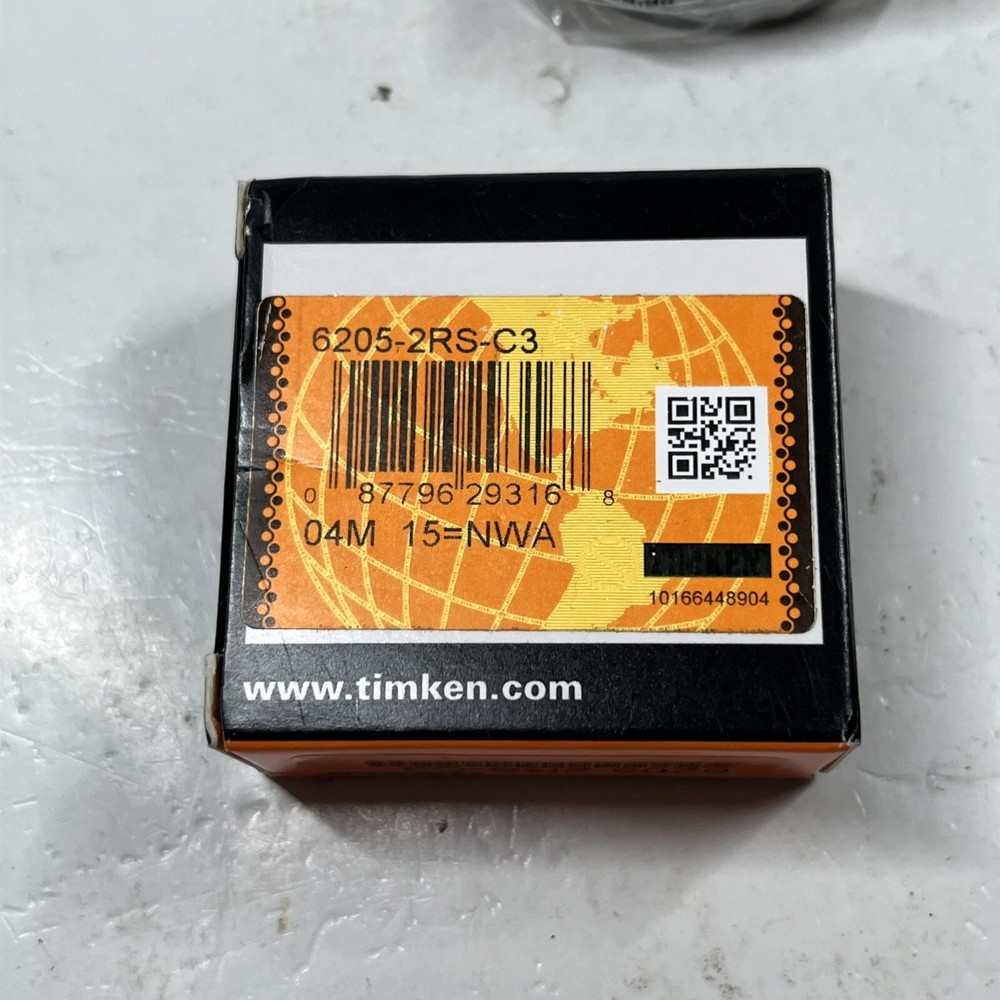 6205-2RS-C3
0 87796 29316 8
04M 15=NWA
10166448904
www.timken.com